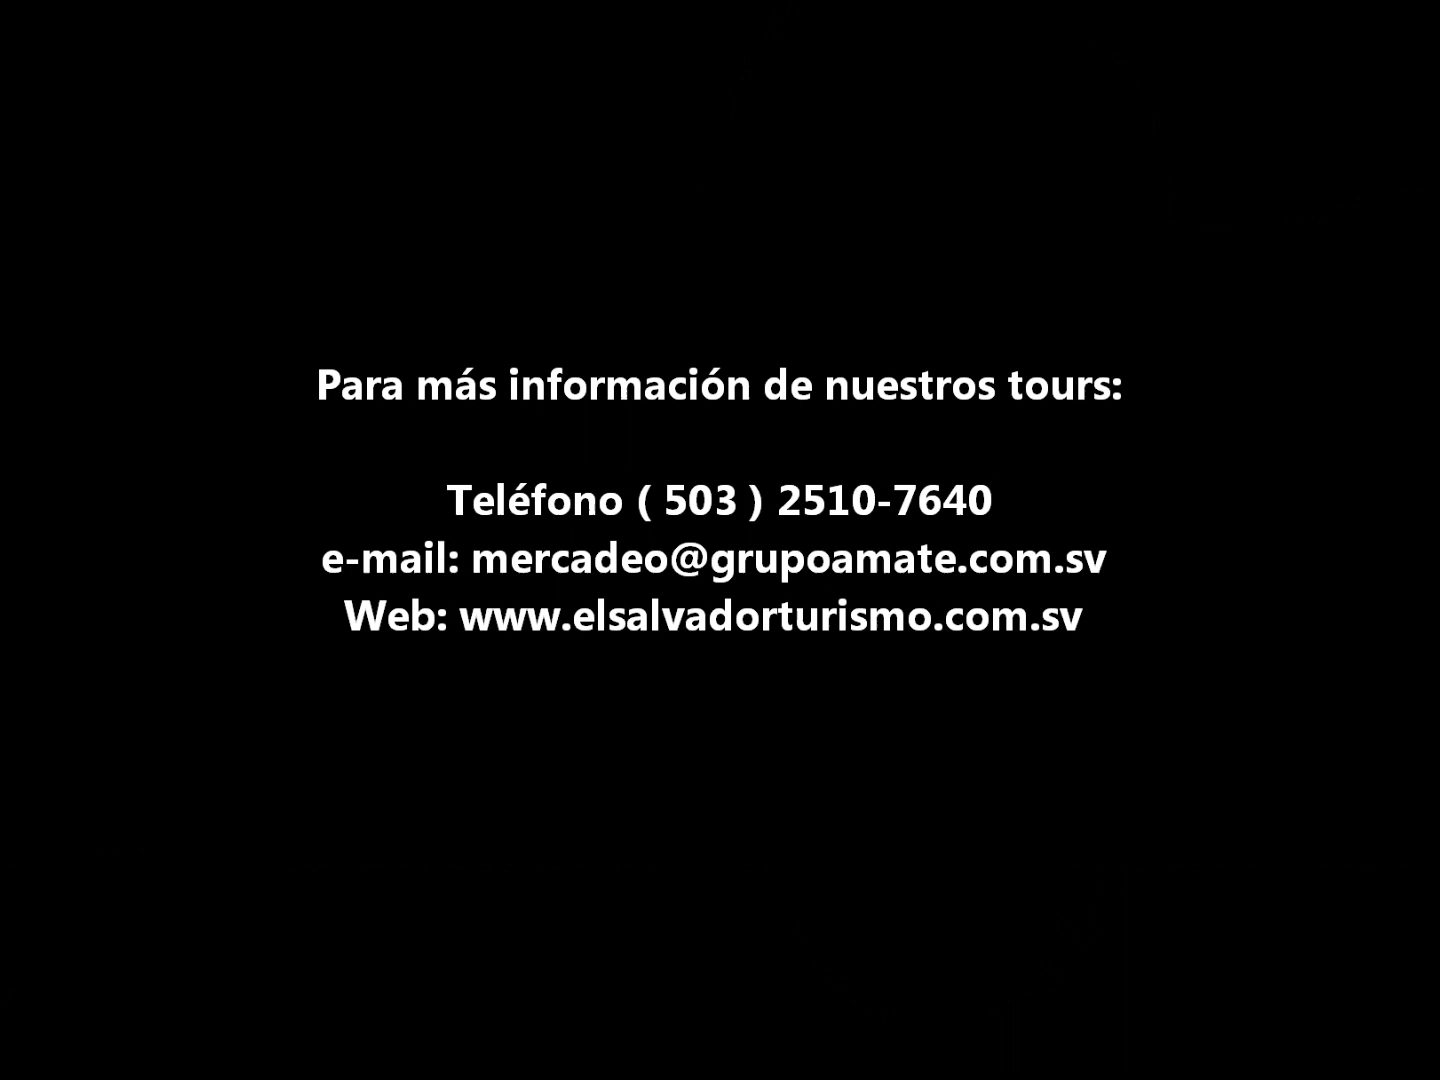 Para más información de nuestros tours:
Teléfono ( 503 ) 2510-7640
e-mail: mercadeo@grupoamate.com.sv
Web: www.elsalvadorturismo.com.sv